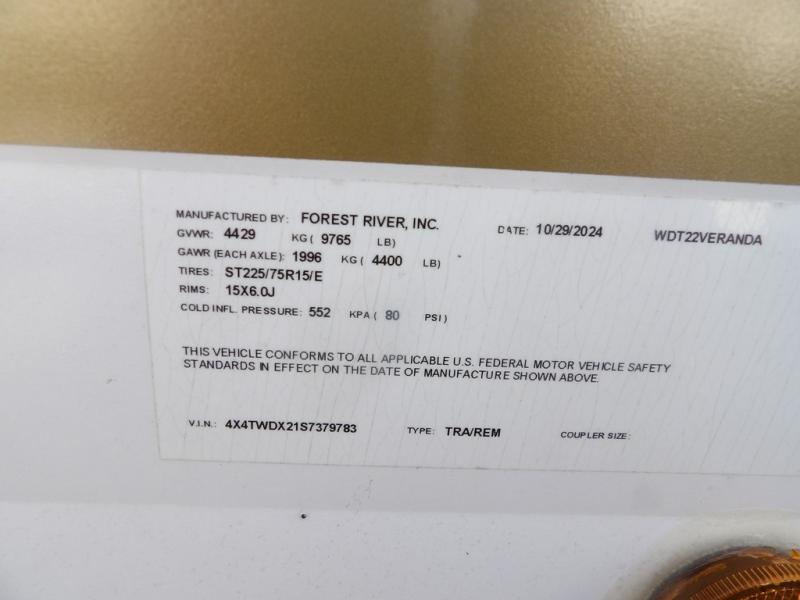 MANUFACTURED BY: FOREST RIVER, INC. DATE: 10/29/2024 WDT22VERANDA
GVWR: 4429 KG ( 9765 LB)
GAWR (EACH AXLE): 1996 KG ( 4400 LB)
TIRES: ST225/75R15/E
RIMS: 15X6.0J
COLD INFL. PRESSURE: 552 KPA ( 80 PSI )
THIS VEHICLE CONFORMS TO ALL APPLICABLE U.S. FEDERAL MOTOR VEHICLE SAFETY
STANDARDS IN EFFECT ON THE DATE OF MANUFACTURE SHOWN ABOVE.
V.I.N.: 4X4TWDX21S7379783 TYPE: TRA/REM COUPLER SIZE: